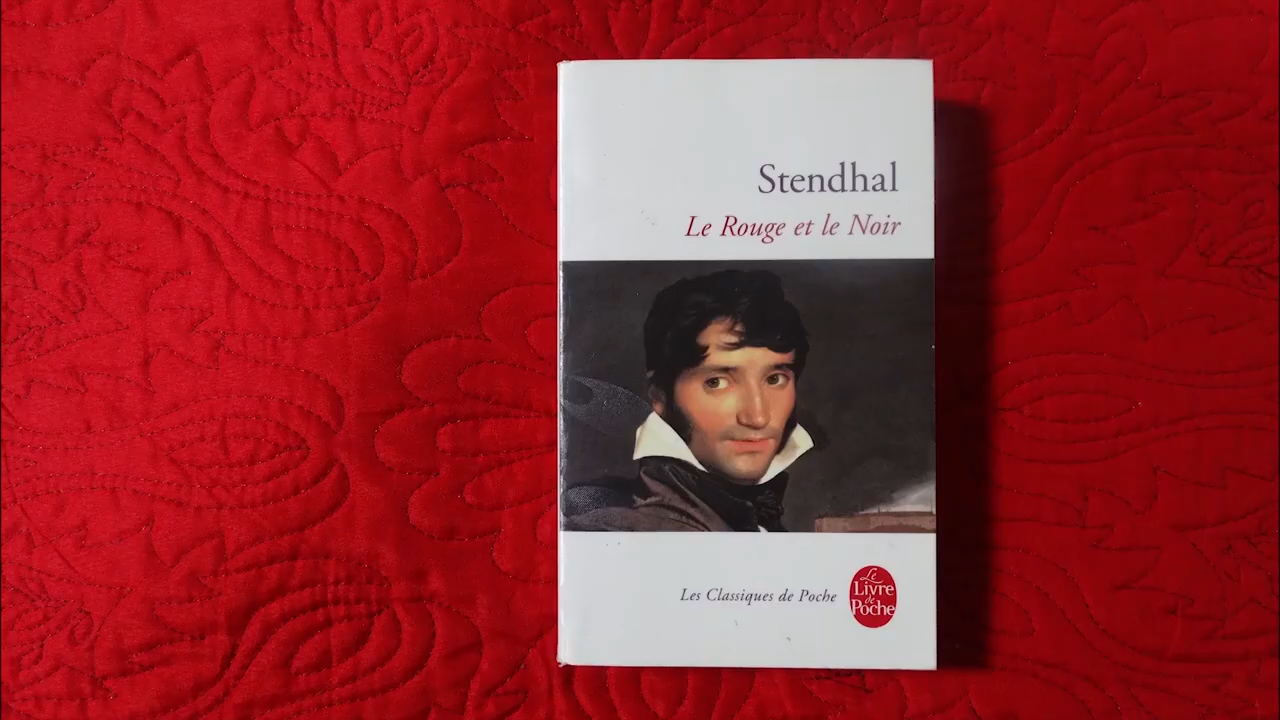 Stendhal
Le Rouge et le Noir
Les Classiques de Poche
Le
Livre
de
Poche